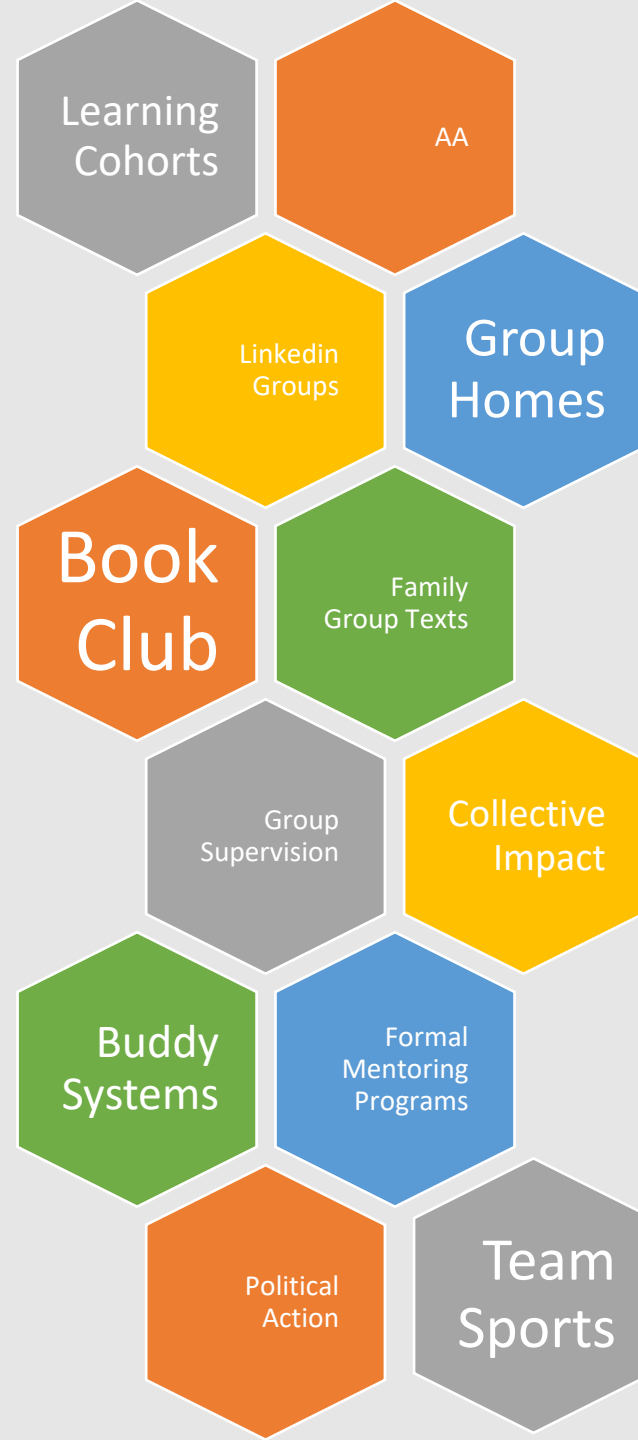 Learning
Cohorts
AA
Linkedin
Groups
Group
Homes
Book
Club
Family
Group Texts
Group
Supervision
Collective
Impact
Buddy
Systems
Formal
Mentoring
Programs
Political
Action
Team
Sports